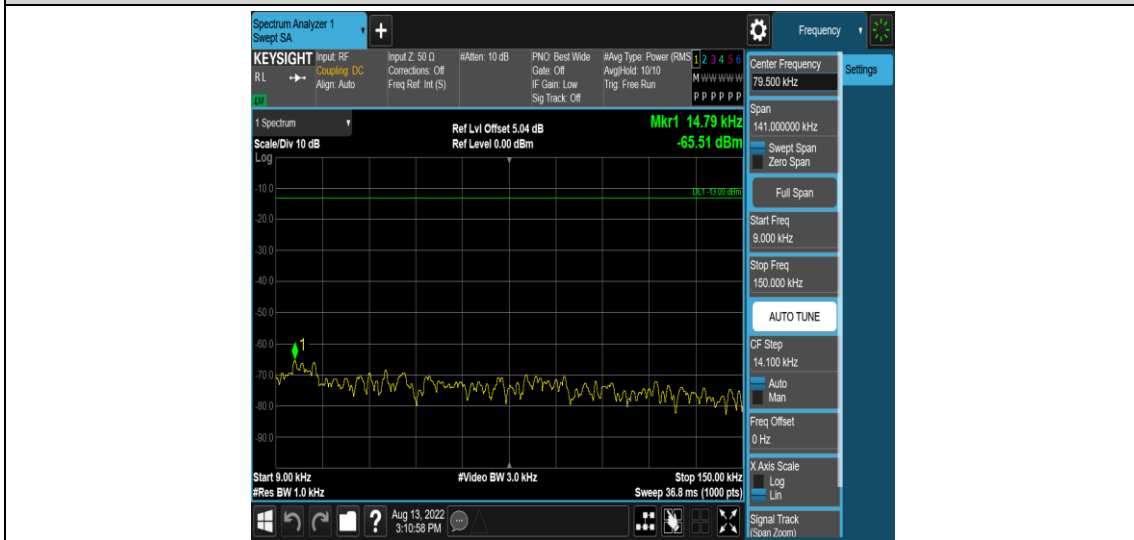 Spectrum Analyzer 1
Swept SA
+
Frequency
KEYSIGHT
RL
Input: RF
Coupling: DC
Align: Auto
Input Z: 50 Ω
Corrections: Off
Freq Ref: Int (S)
#Atten: 10 dB
PNO: Best Wide
Gate: Off
IF Gain: Low
Sig Track: Off
#Avg Type: Power (RMS
Avg|Hold: 10/10
Trig: Free Run
1 2 3 4 5 6
M W W W W W
P P P P P P
1 Spectrum
Scale/Div 10 dB
Log
Ref Lvl Offset 5.04 dB
Ref Level 0.00 dBm
Mkr1 14.79 kHz
-65.51 dBm
DL1 -13.00 dBm
-10.0
-20.0
-30.0
-40.0
-50.0
-60.0
-70.0
-80.0
-90.0
1
Start 9.00 kHz
#Res BW 1.0 kHz
#Video BW 3.0 kHz
Stop 150.00 kHz
Sweep 36.8 ms (1000 pts)
Center Frequency
79.500 kHz
Settings
Span
141.000000 kHz
Swept Span
Zero Span
Full Span
Start Freq
9.000 kHz
Stop Freq
150.000 kHz
AUTO TUNE
CF Step
14.100 kHz
Auto
Man
Freq Offset
0 Hz
X Axis Scale
Log
Lin
Signal Track
(Span Zoom)
?
Aug 13, 2022
3:10:58 PM